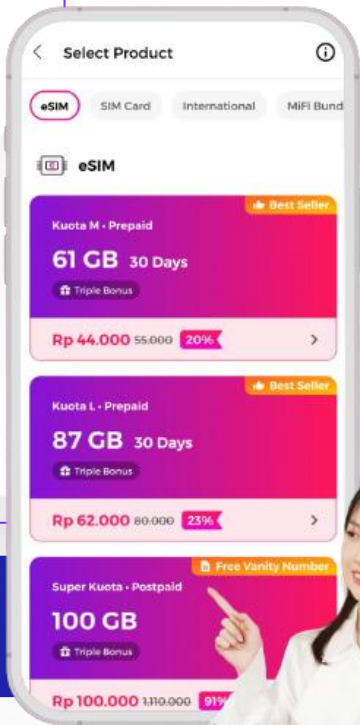 Select Product
eSIM SIM Card International MiFi Bund
eSIM
Best Seller
Kuota M • Prepaid
61 GB 30 Days
Triple Bonus
Rp 44.000 55.000 20%
Best Seller
Kuota L • Prepaid
87 GB 30 Days
Triple Bonus
Rp 62.000 80.000 23%
Free Vanity Number
Super Kuota • Postpaid
100 GB
Triple Bonus
Rp 100.000 1.110.000 91%